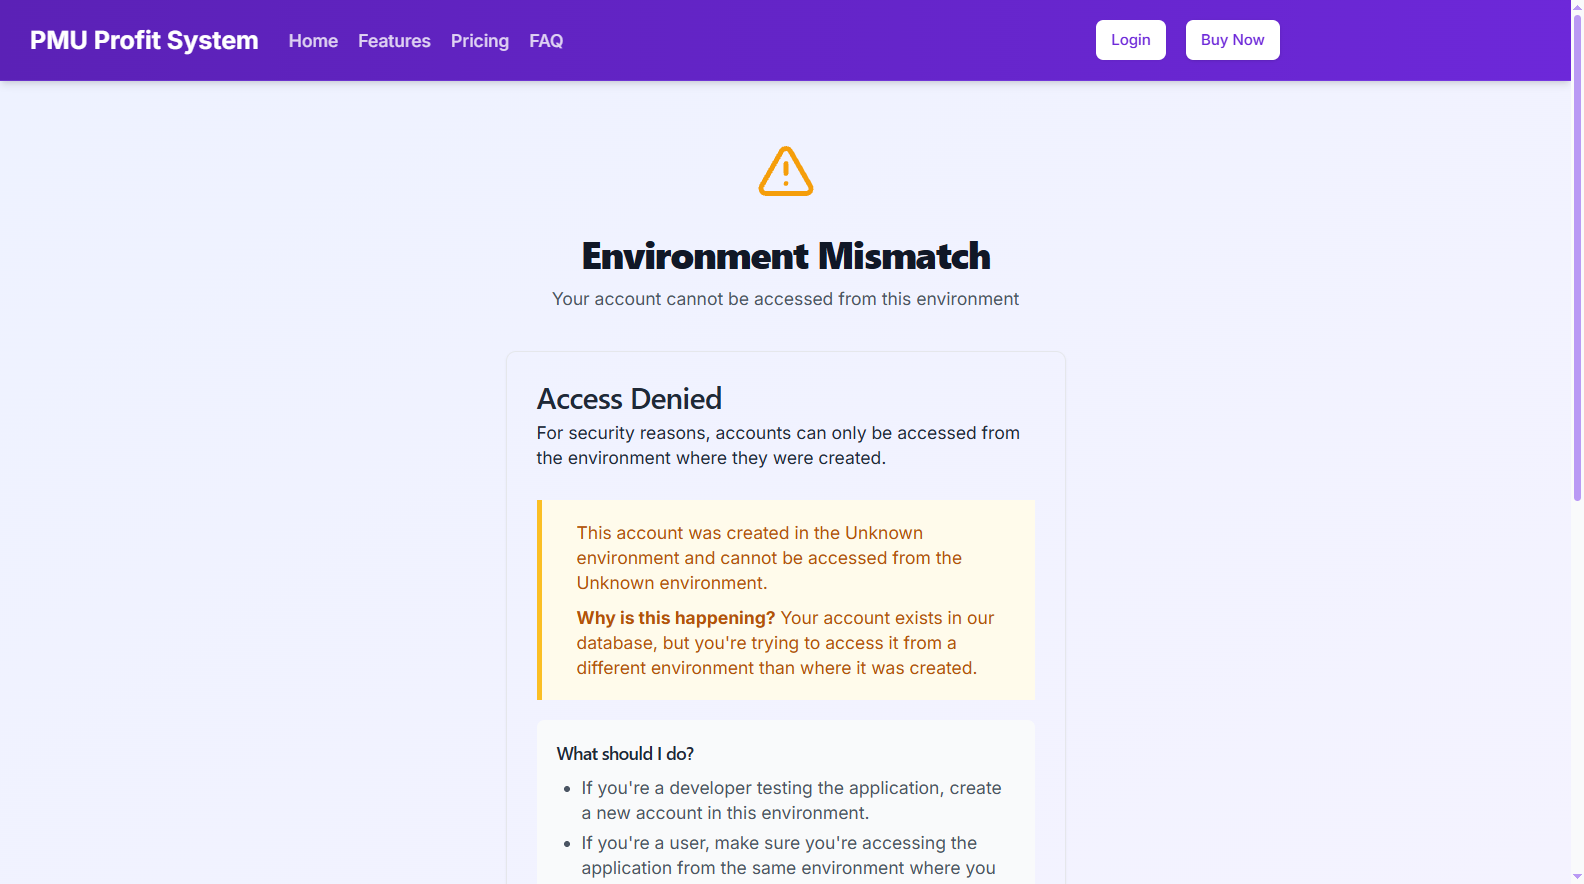 PMU Profit System
Home
Features
Pricing
FAQ
Login
Buy Now
Environment Mismatch
Your account cannot be accessed from this environment
Access Denied
For security reasons, accounts can only be accessed from
the environment where they were created.
This account was created in the Unknown
environment and cannot be accessed from the
Unknown environment.
Why is this happening? Your account exists in our
database, but you're trying to access it from a
different environment than where it was created.
What should I do?
If you're a developer testing the application, create
a new account in this environment.
If you're a user, make sure you're accessing the
application from the same environment where you